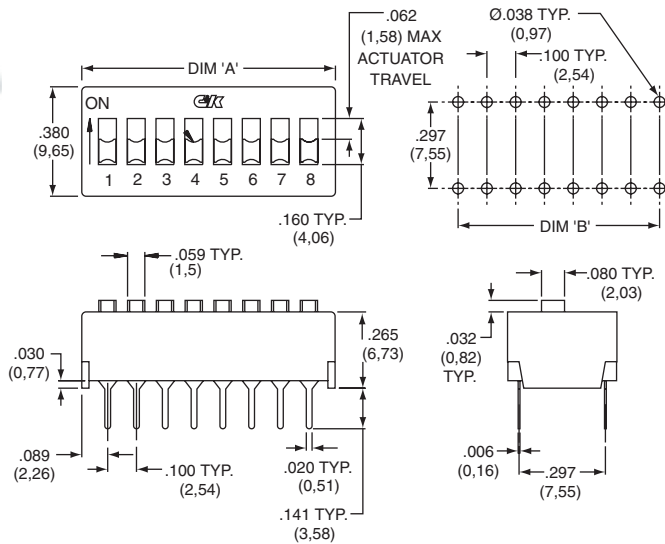 DIM 'A'
ON
C&K
1 2 3 4 5 6 7 8
.380
(9,65)
.062
(1,58) MAX
ACTUATOR
TRAVEL
.160 TYP.
(4,06)
Ø.038 TYP.
(0,97)
.100 TYP.
(2,54)
.297
(7,55)
DIM 'B'
.059 TYP.
(1,5)
.265
(6,73)
.030
(0,77)
.089
(2,26)
.100 TYP.
(2,54)
.020 TYP.
(0,51)
.141 TYP.
(3,58)
.080 TYP.
(2,03)
.032
(0,82)
TYP.
.006
(0,16)
.297
(7,55)